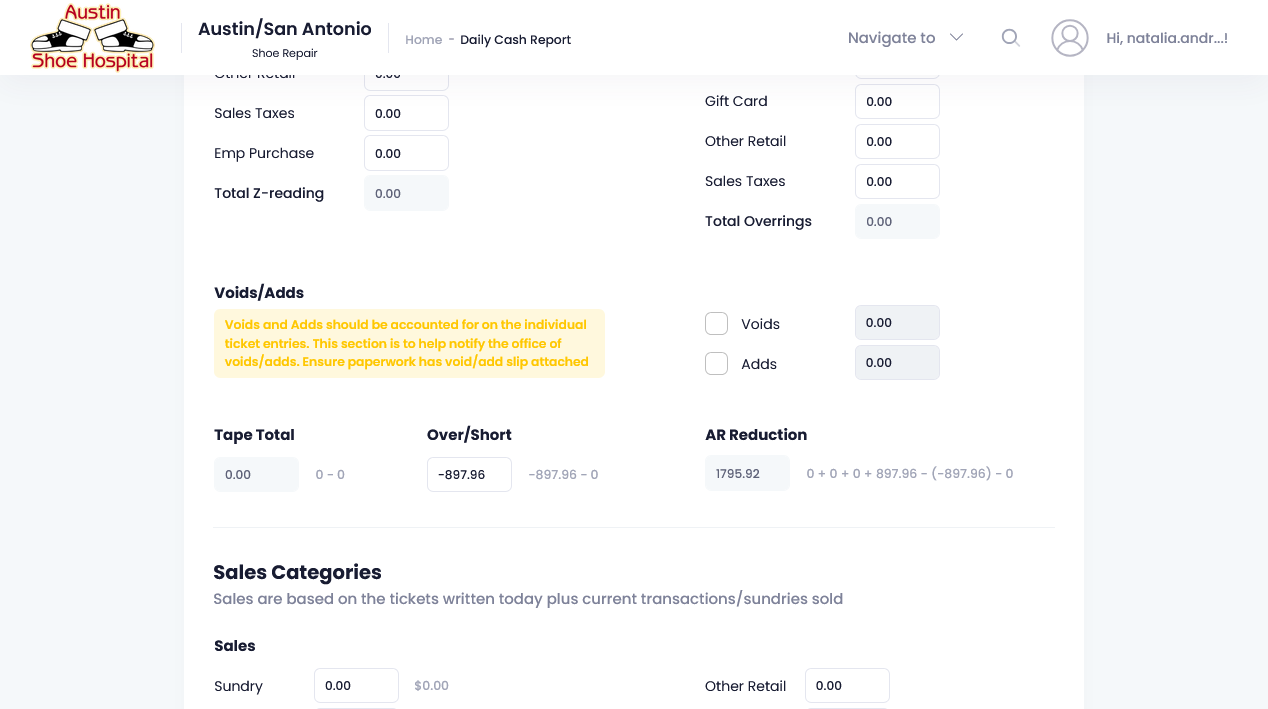 Austin
Shoe Hospital
Austin/San Antonio
Shoe Repair
Home - Daily Cash Report
Navigate to
Hi, natalia.andr...!
Other Retail 0.00
Sales Taxes 0.00
Emp Purchase 0.00
Total Z-reading 0.00
Gift Card 0.00
Other Retail 0.00
Sales Taxes 0.00
Total Overrings 0.00
Voids/Adds
Voids and Adds should be accounted for on the individual
ticket entries. This section is to help notify the office of
voids/adds. Ensure paperwork has void/add slip attached
Voids 0.00
Adds 0.00
Tape Total
0.00 0 - 0
Over/Short
-897.96 -897.96 - 0
AR Reduction
1795.92 0 + 0 + 0 + 897.96 - (-897.96) - 0
Sales Categories
Sales are based on the tickets written today plus current transactions/sundries sold
Sales
Sundry 0.00 $0.00
Other Retail 0.00